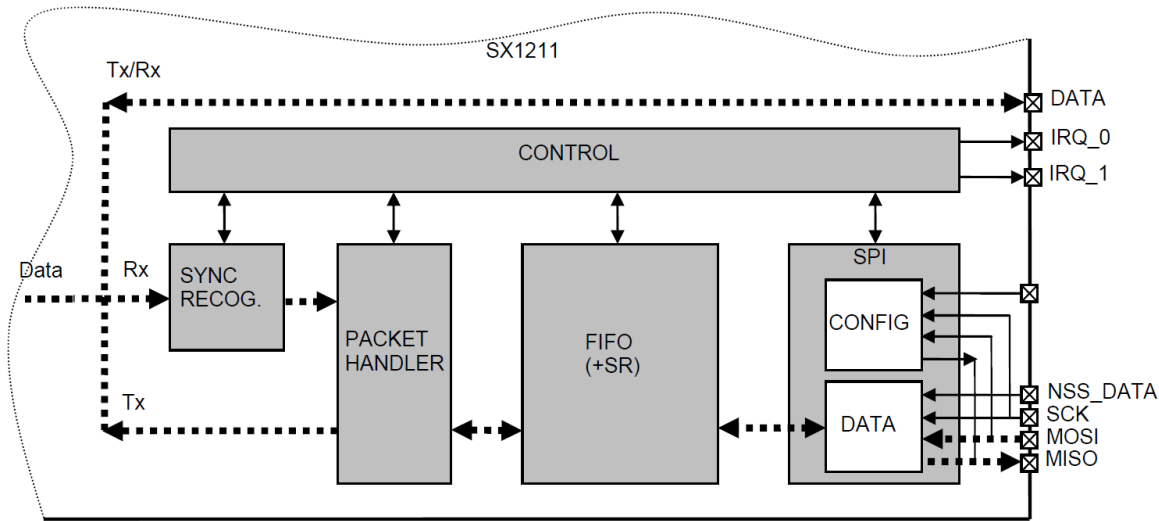 SX1211
Tx/Rx
DATA
CONTROL
IRQ_0
IRQ_1
Data
Rx
SYNC
RECOG.
PACKET
HANDLER
FIFO
(+SR)
SPI
CONFIG
DATA
Tx
NSS_DATA
SCK
MOSI
MISO